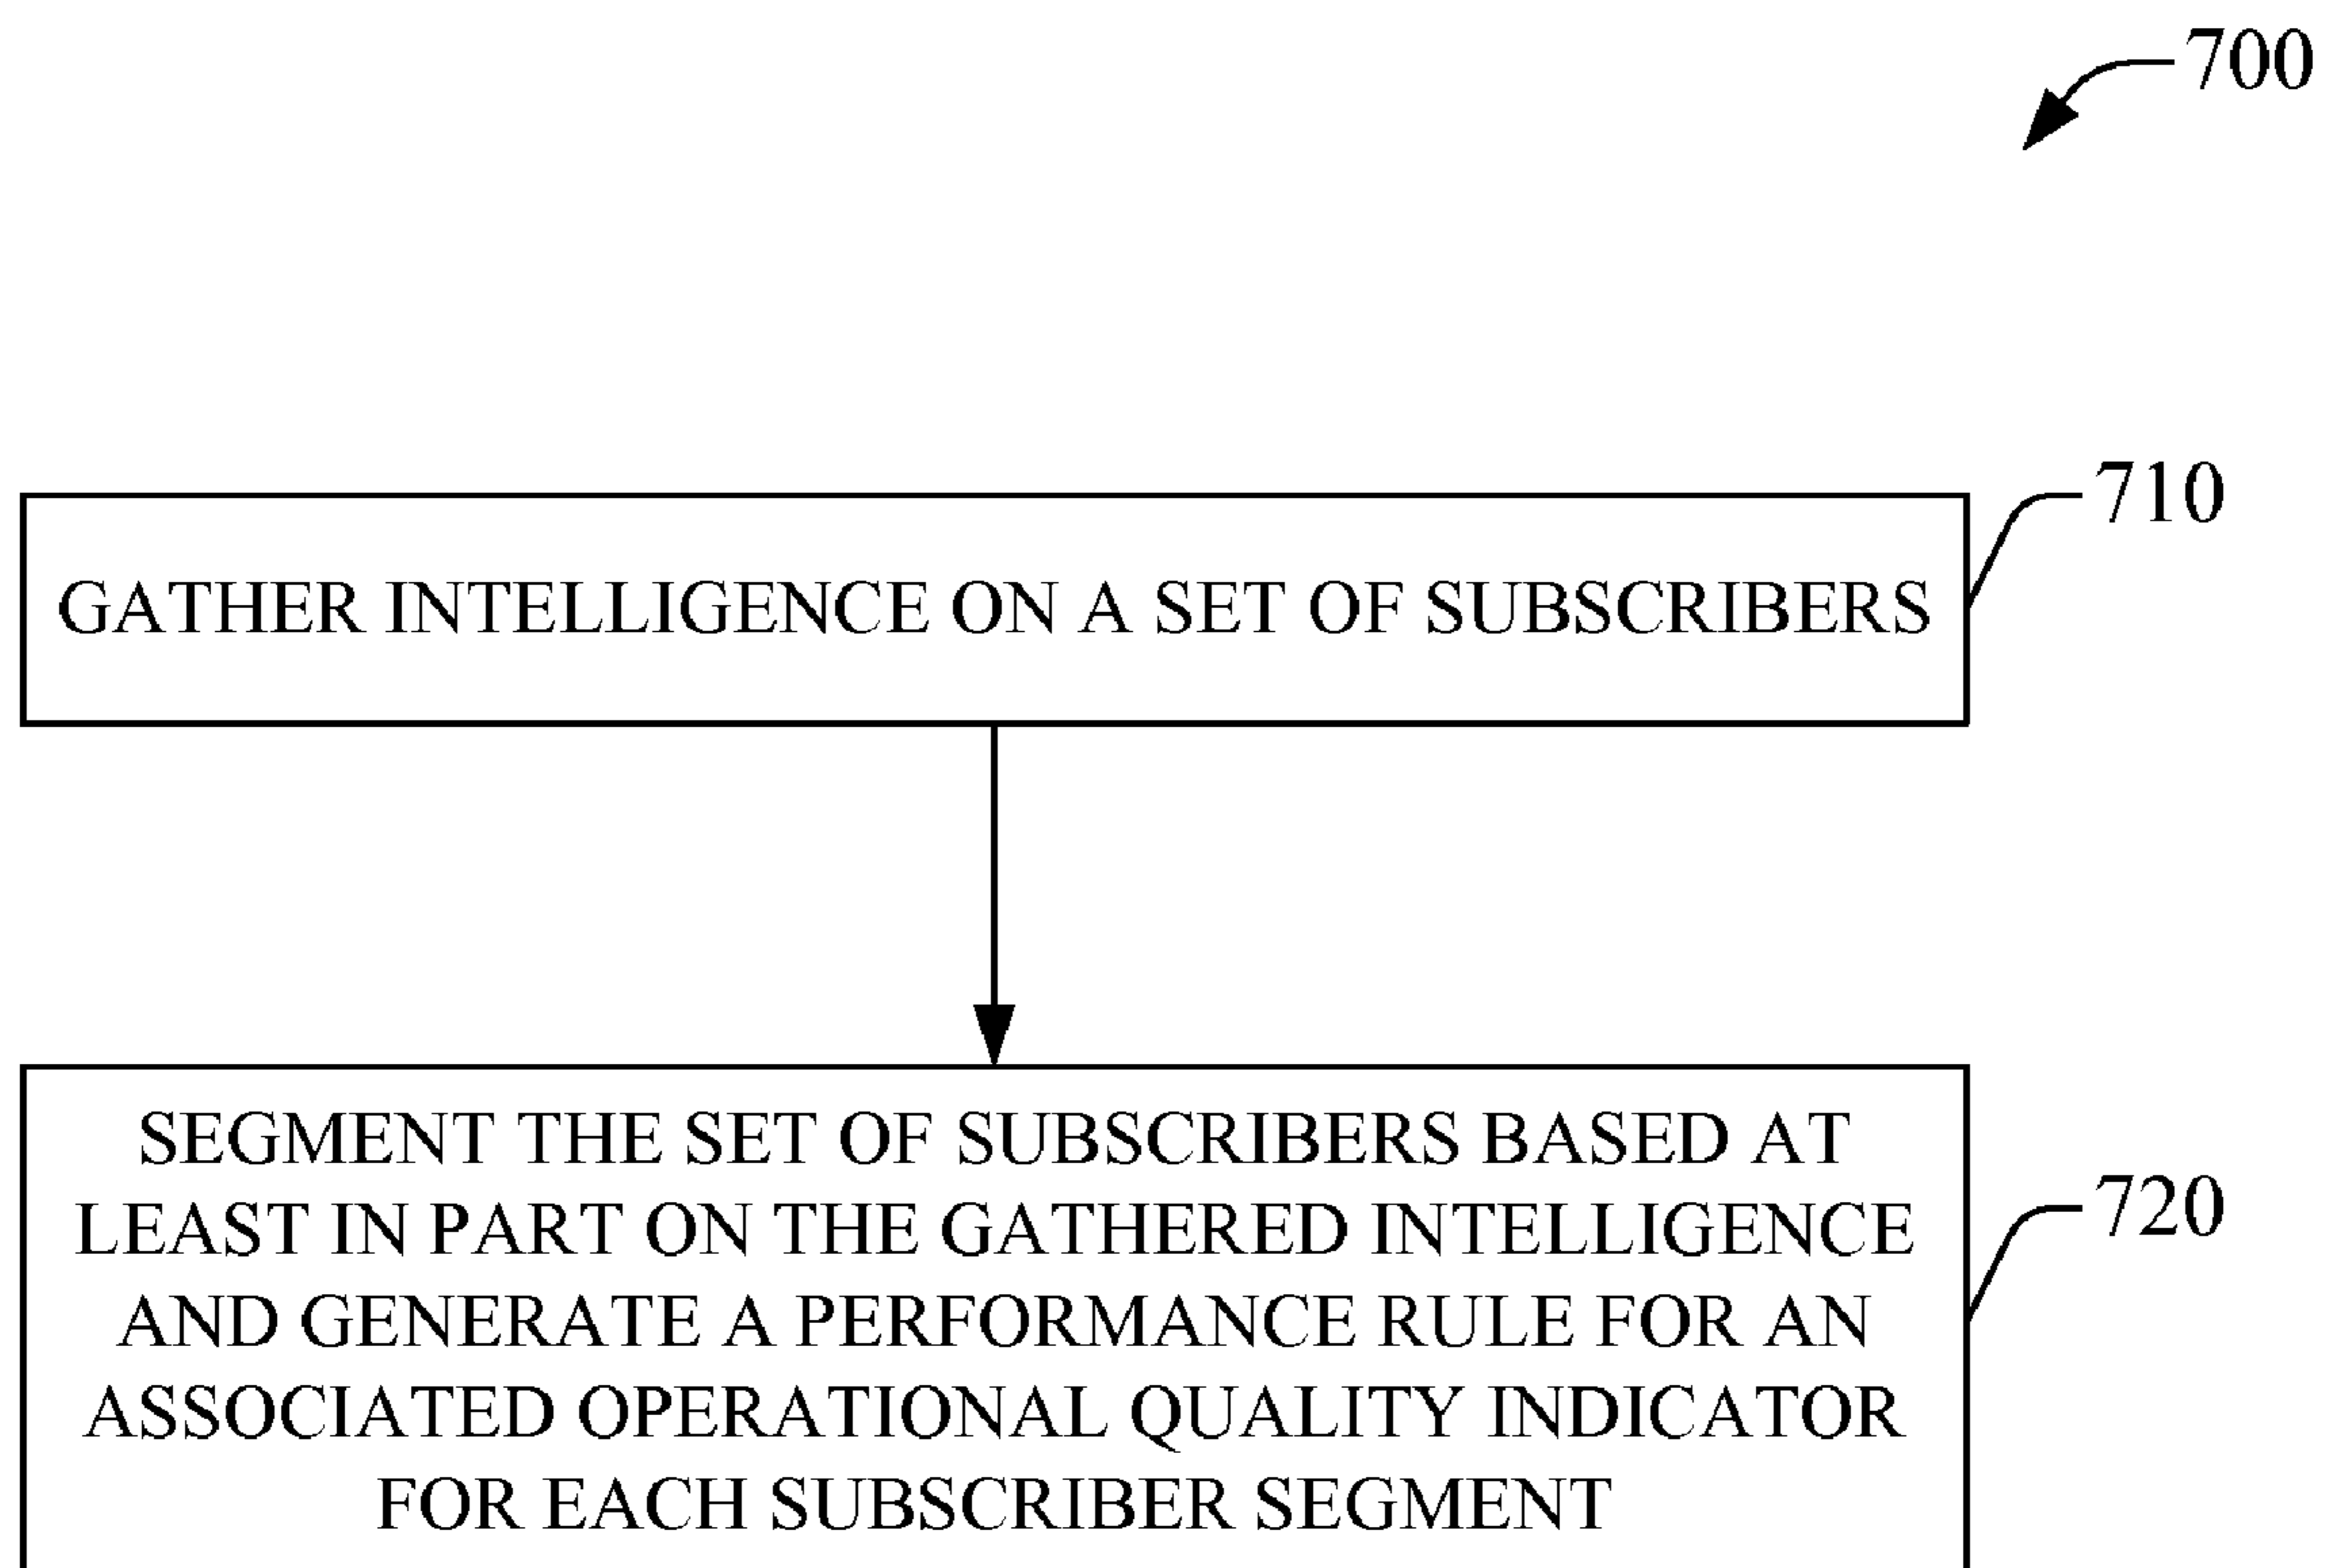 700
710
GATHER INTELLIGENCE ON A SET OF SUBSCRIBERS
SEGMENT THE SET OF SUBSCRIBERS BASED AT
LEAST IN PART ON THE GATHERED INTELLIGENCE
720
AND GENERATE A PERFORMANCE RULE FOR AN
ASSOCIATED OPERATIONAL QUALITY INDICATOR
FOR EACH SUBSCRIBER SEGMENT